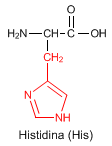 O
H₂N—CH—C—OH
CH₂
N
NH
Histidina (His)